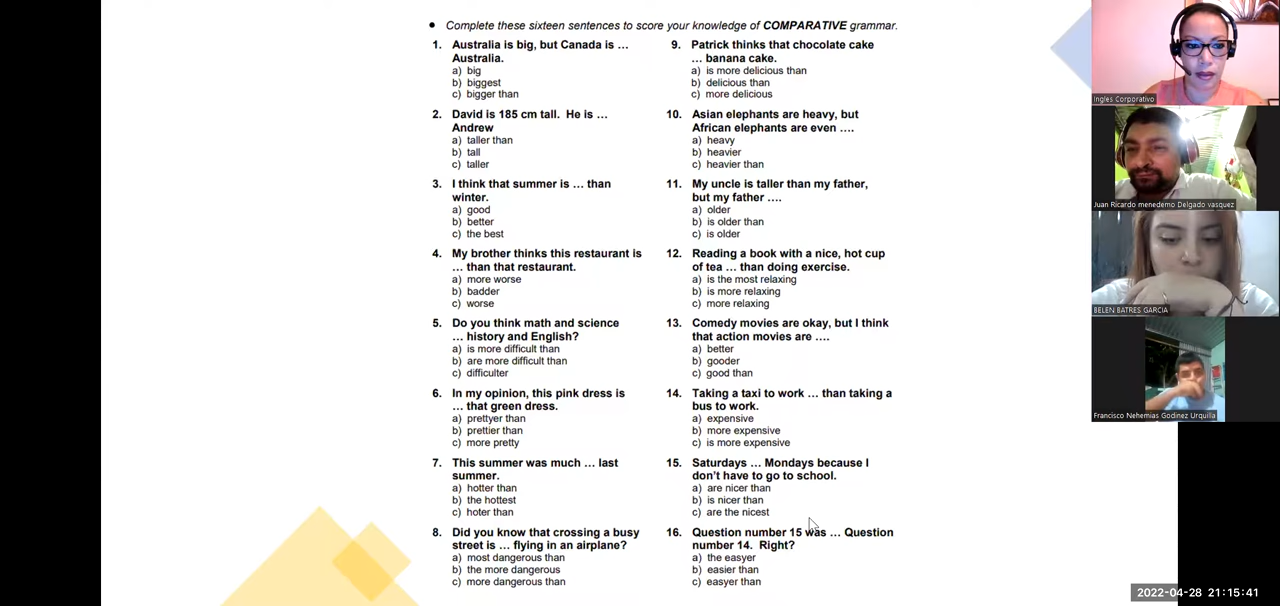 • Complete these sixteen sentences to score your knowledge of COMPARATIVE grammar.
1. Australia is big, but Canada is …
Australia.
a) big
b) biggest
c) bigger than
2. David is 185 cm tall. He is …
Andrew
a) taller than
b) tall
c) taller
3. I think that summer is … than
winter.
a) good
b) better
c) the best
4. My brother thinks this restaurant is
… than that restaurant.
a) more worse
b) badder
c) worse
5. Do you think math and science
… history and English?
a) is more difficult than
b) are more difficult than
c) difficulter
6. In my opinion, this pink dress is
… that green dress.
a) prettyer than
b) prettier than
c) more pretty
7. This summer was much … last
summer.
a) hotter than
b) the hottest
c) hoter than
8. Did you know that crossing a busy
street is … flying in an airplane?
a) most dangerous than
b) the more dangerous
c) more dangerous than
9. Patrick thinks that chocolate cake
… banana cake.
a) is more delicious than
b) delicious than
c) more delicious
10. Asian elephants are heavy, but
African elephants are even ….
a) heavy
b) heavier
c) heavier than
11. My uncle is taller than my father,
but my father ….
a) older
b) is older than
c) is older
12. Reading a book with a nice, hot cup
of tea … than doing exercise.
a) is the most relaxing
b) is more relaxing
c) more relaxing
13. Comedy movies are okay, but I think
that action movies are ….
a) better
b) gooder
c) good than
14. Taking a taxi to work … than taking a
bus to work.
a) expensive
b) more expensive
c) is more expensive
15. Saturdays … Mondays because I
don't have to go to school.
a) are nicer than
b) is nicer than
c) are the nicest
16. Question number 15 was … Question
number 14. Right?
a) the easyer
b) easier than
c) easyer than
Ingles Corporativo
Juan Ricardo menedemo Delgado vasquez
BELEN BATRES GARCIA
Francisco Nehemias Godinez Urquilla
2022-04-28 21:15:41